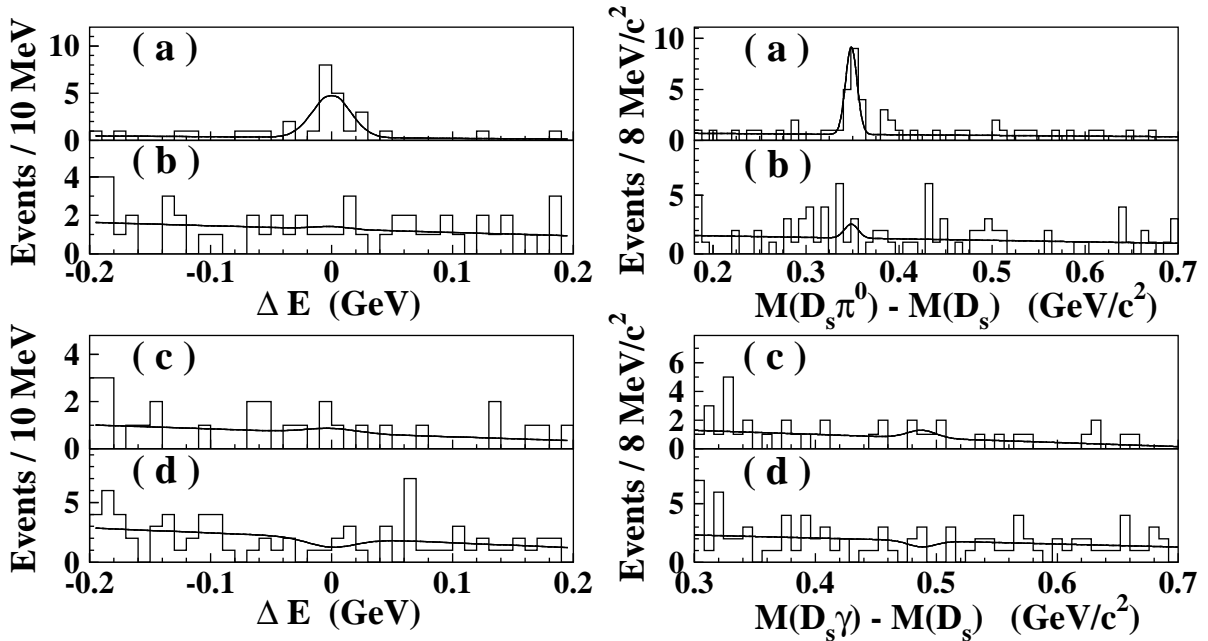 Events / 10 MeV
10
5
0
( a )
4
2
0
( b )
-0.2 -0.1 0 0.1 0.2
Δ E (GeV)
Events / 8 MeV/c²
10
5
0
( a )
5
0
( b )
0.2 0.3 0.4 0.5 0.6 0.7
M(D_sπ⁰) - M(D_s) (GeV/c²)
Events / 10 MeV
4
2
0
( c )
5
0
( d )
-0.2 -0.1 0 0.1 0.2
Δ E (GeV)
Events / 8 MeV/c²
6
4
2
0
( c )
5
0
( d )
0.3 0.4 0.5 0.6 0.7
M(D_sγ) - M(D_s) (GeV/c²)